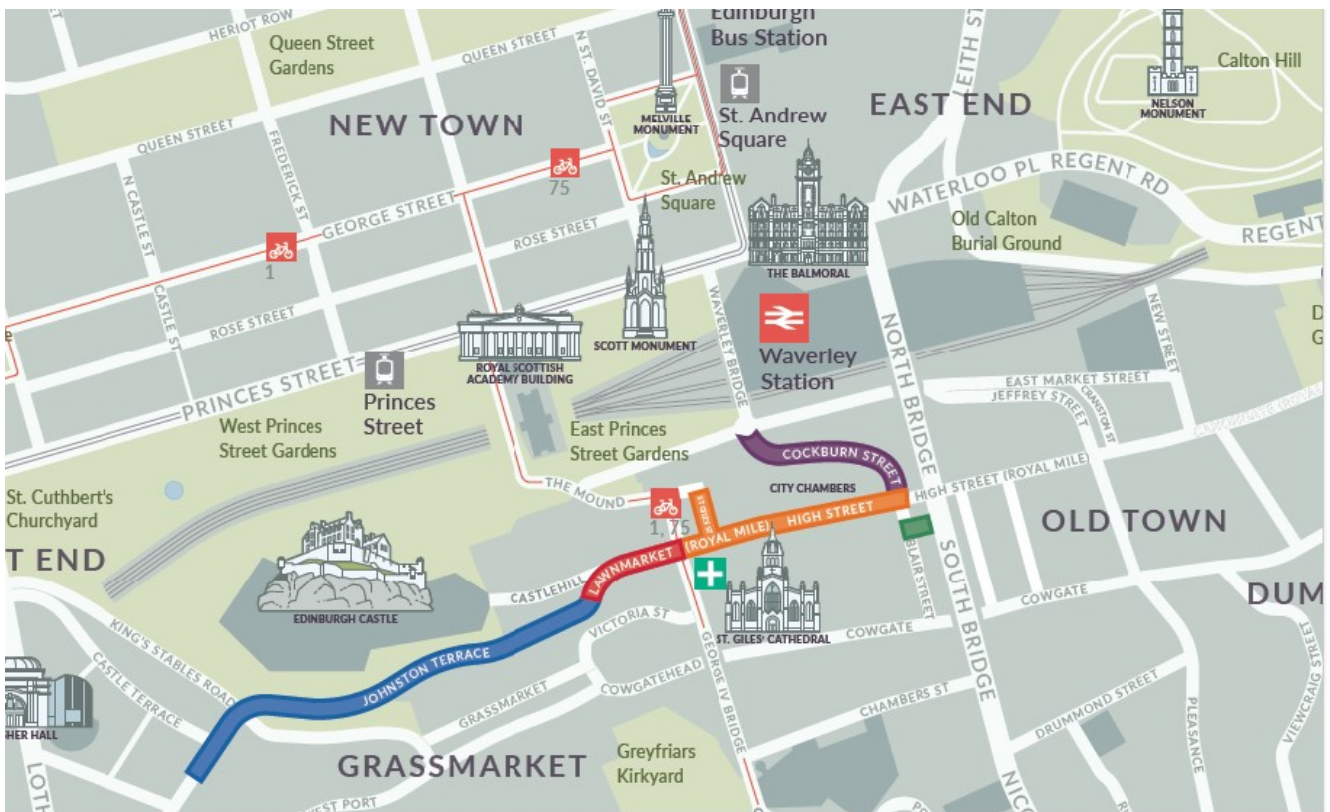 HERIOT ROW
Queen Street
Gardens
QUEEN STREET
N ST. DAVID ST
Edinburgh
Bus Station
LEITH ST
Calton Hill
NEW TOWN
MELVILLE
MONUMENT
St. Andrew
Square
EAST END
NELSON
MONUMENT
QUEEN STREET
FREDERICK ST
N CASTLE ST
75
GEORGE STREET
St. Andrew
Square
WATERLOO PL
REGENT RD
Old Calton
Burial Ground
REGENT
ROSE STREET
THE BALMORAL
1
CASTLE ST
ROSE STREET
WAVERLEY BRIDGE
NEW STREET
SCOTT MONUMENT
ROYAL SCOTTISH
ACADEMY BUILDING
Waverley
Station
NORTH BRIDGE
PRINCES STREET
Princes
Street
EAST MARKET STREET
JEFFREY STREET
CRANSTON ST
West Princes
Street Gardens
East Princes
Street Gardens
COCKBURN STREET
HIGH STREET (ROYAL MILE)
CITY CHAMBERS
THE MOUND
1, 75
ST GILES ST
(ROYAL MILE) HIGH STREET
OLD TOWN
St. Cuthbert's
Churchyard
T END
EDINBURGH CASTLE
CASTLEHILL
LAWNMARKET
BLAIR STREET
SOUTH BRIDGE
COWGATE
DUM
VICTORIA ST
ST. GILES' CATHEDRAL
COWGATE
KING'S STABLES ROAD
CASTLE TERRACE
JOHNSTON TERRACE
COWGATEHEAD
GEORGE IV BRIDGE
GRASSMARKET
CHAMBERS ST
DRUMMOND STREET
PLEASANCE
VIEWCRAIG STREET
SHER HALL
LOTH
GRASSMARKET
Greyfriars
Kirkyard
WEST PORT
NIC